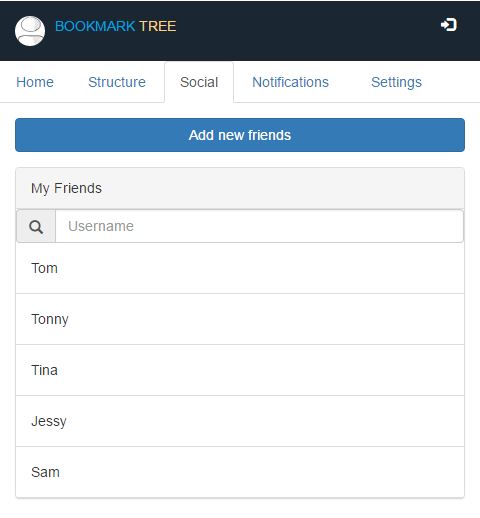 BOOKMARK TREE
Home Structure Social Notifications Settings
Add new friends
My Friends
Username
Tom
Tonny
Tina
Jessy
Sam